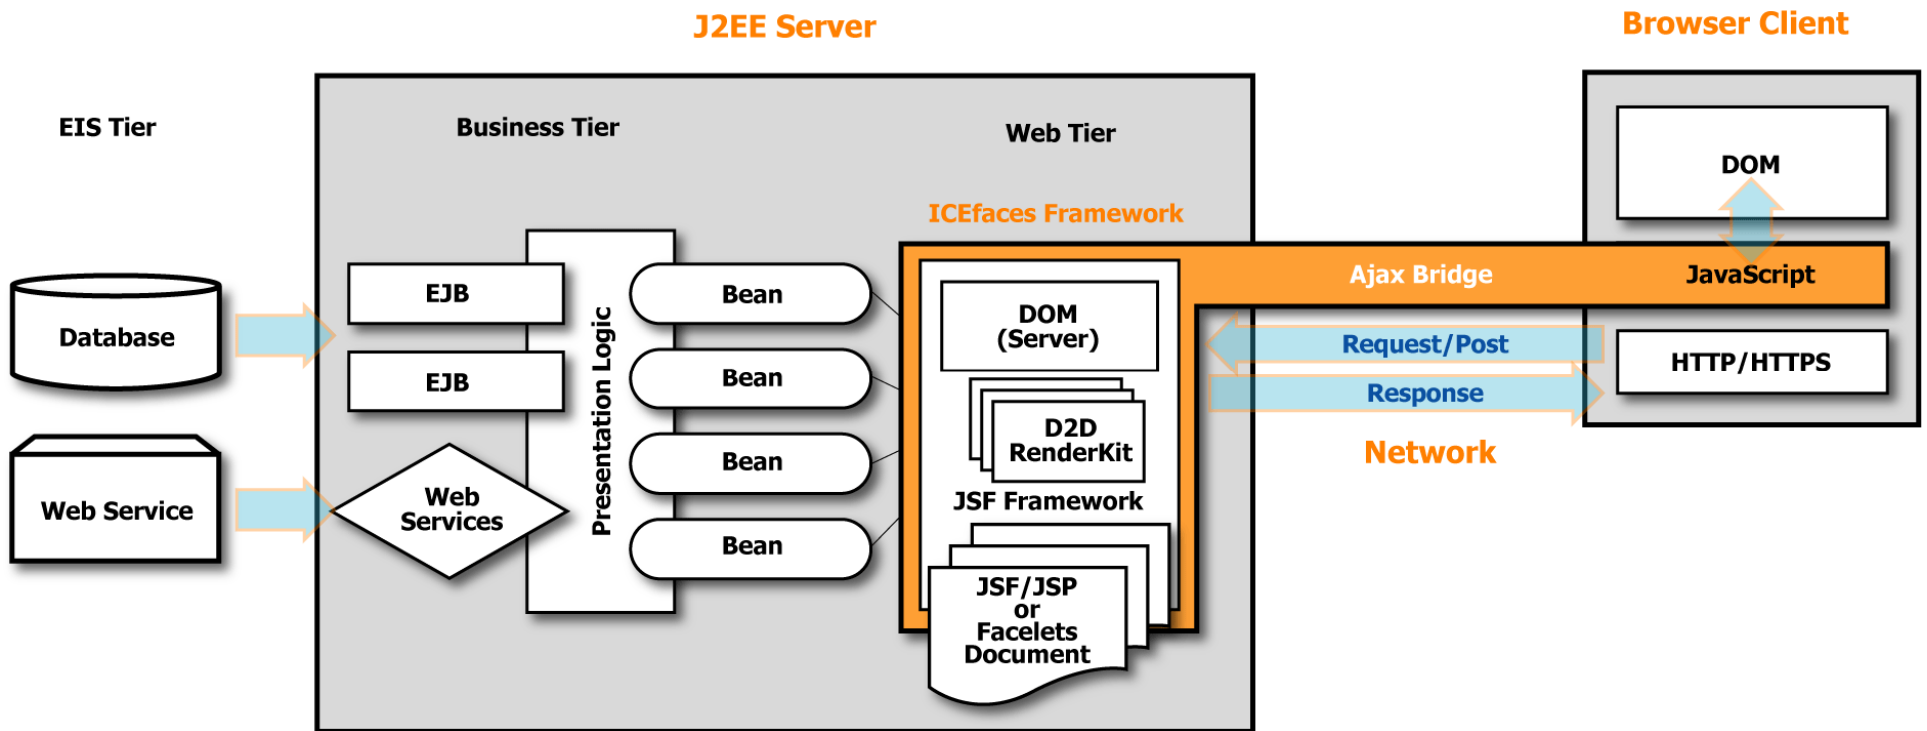 J2EE Server
Browser Client
EIS Tier
Business Tier
Web Tier
ICEfaces Framework
Database
Web Service
EJB
EJB
Web
Services
Presentation Logic
Bean
Bean
Bean
Bean
DOM
(Server)
D2D
RenderKit
JSF Framework
JSF/JSP
or
Facelets
Document
Ajax Bridge
Request/Post
Response
Network
DOM
JavaScript
HTTP/HTTPS